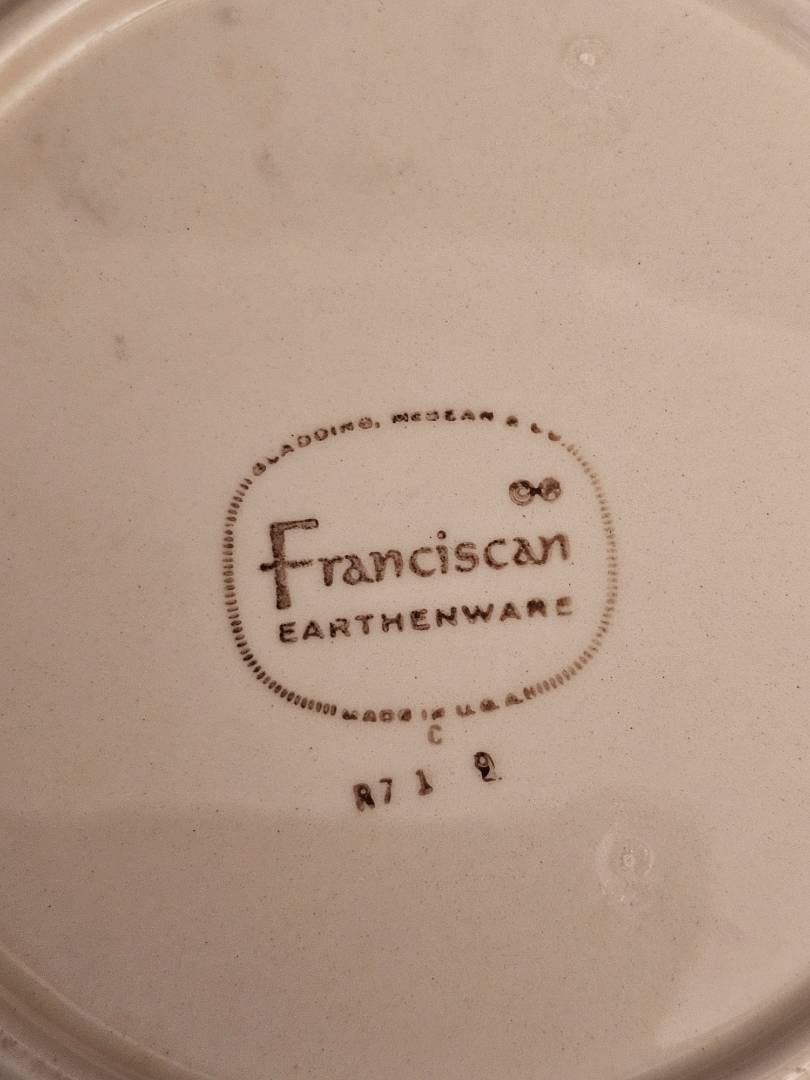 GLADDING, McBEAN & CO.
®
Franciscan
EARTHENWARE
MADE IN U.S.A.
C